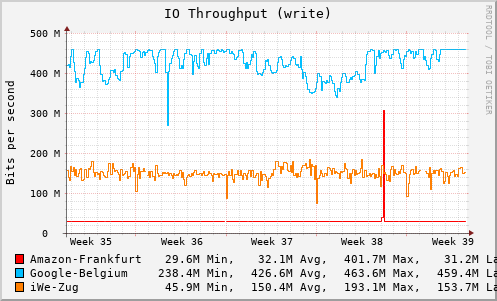 IO Throughput (write)
RRDTOOL / TOBI OETIKER
Bits per second
500 M
400 M
300 M
200 M
100 M
0
Week 35 Week 36 Week 37 Week 38 Week 39
Amazon-Frankfurt 29.6M Min, 32.1M Avg, 401.7M Max, 31.2M La
Google-Belgium 238.4M Min, 426.6M Avg, 463.6M Max, 459.4M La
iWe-Zug 45.9M Min, 150.4M Avg, 193.1M Max, 153.7M La